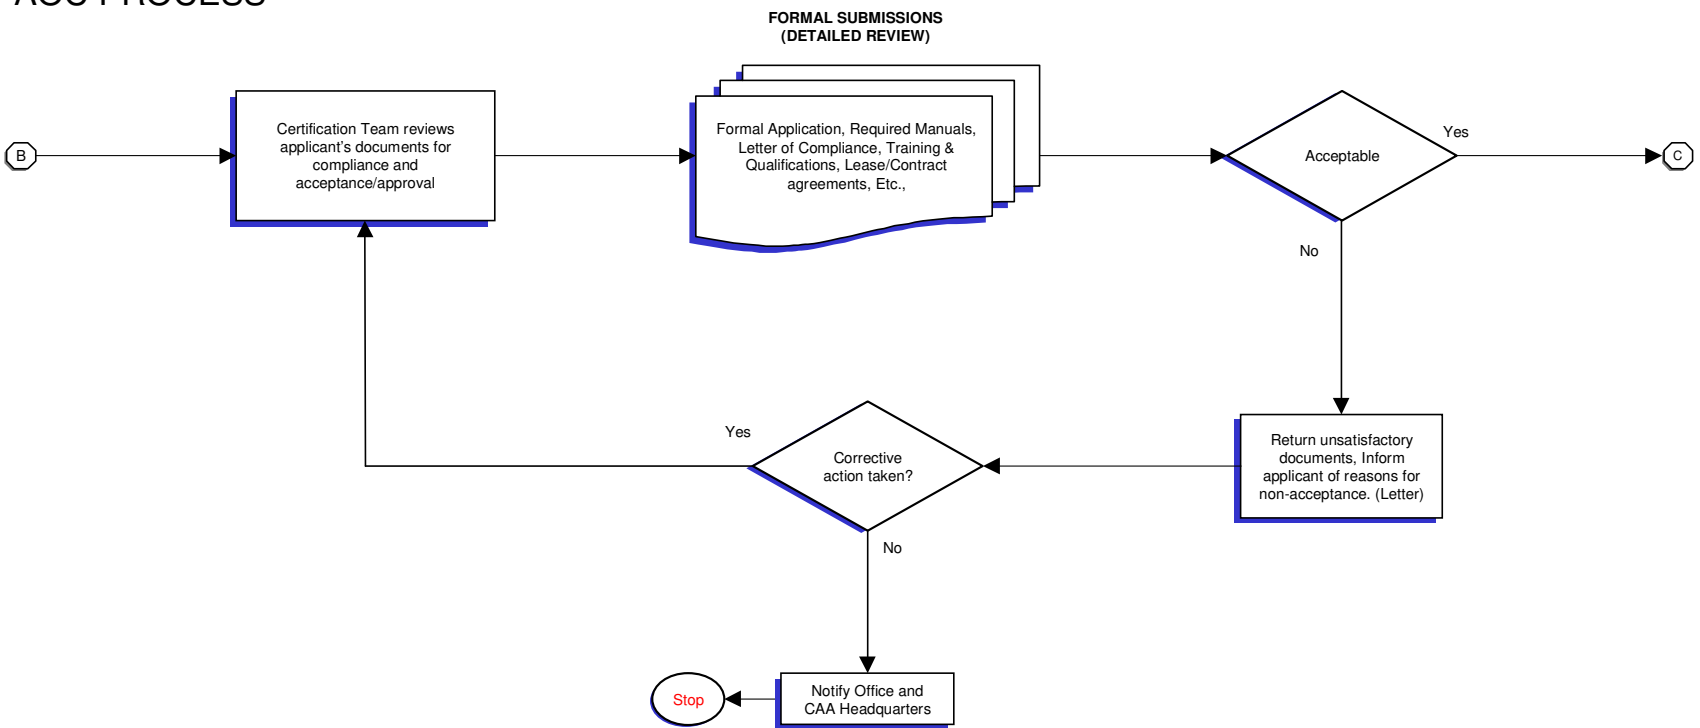 AOC PROCESS
FORMAL SUBMISSIONS
(DETAILED REVIEW)
B
Certification Team reviews
applicant's documents for
compliance and
acceptance/approval
Formal Application, Required Manuals,
Letter of Compliance, Training &
Qualifications, Lease/Contract
agreements, Etc.,
Acceptable
Yes
C
No
Return unsatisfactory
documents, Inform
applicant of reasons for
non-acceptance. (Letter)
Corrective
action taken?
Yes
No
Notify Office and
CAA Headquarters
Stop